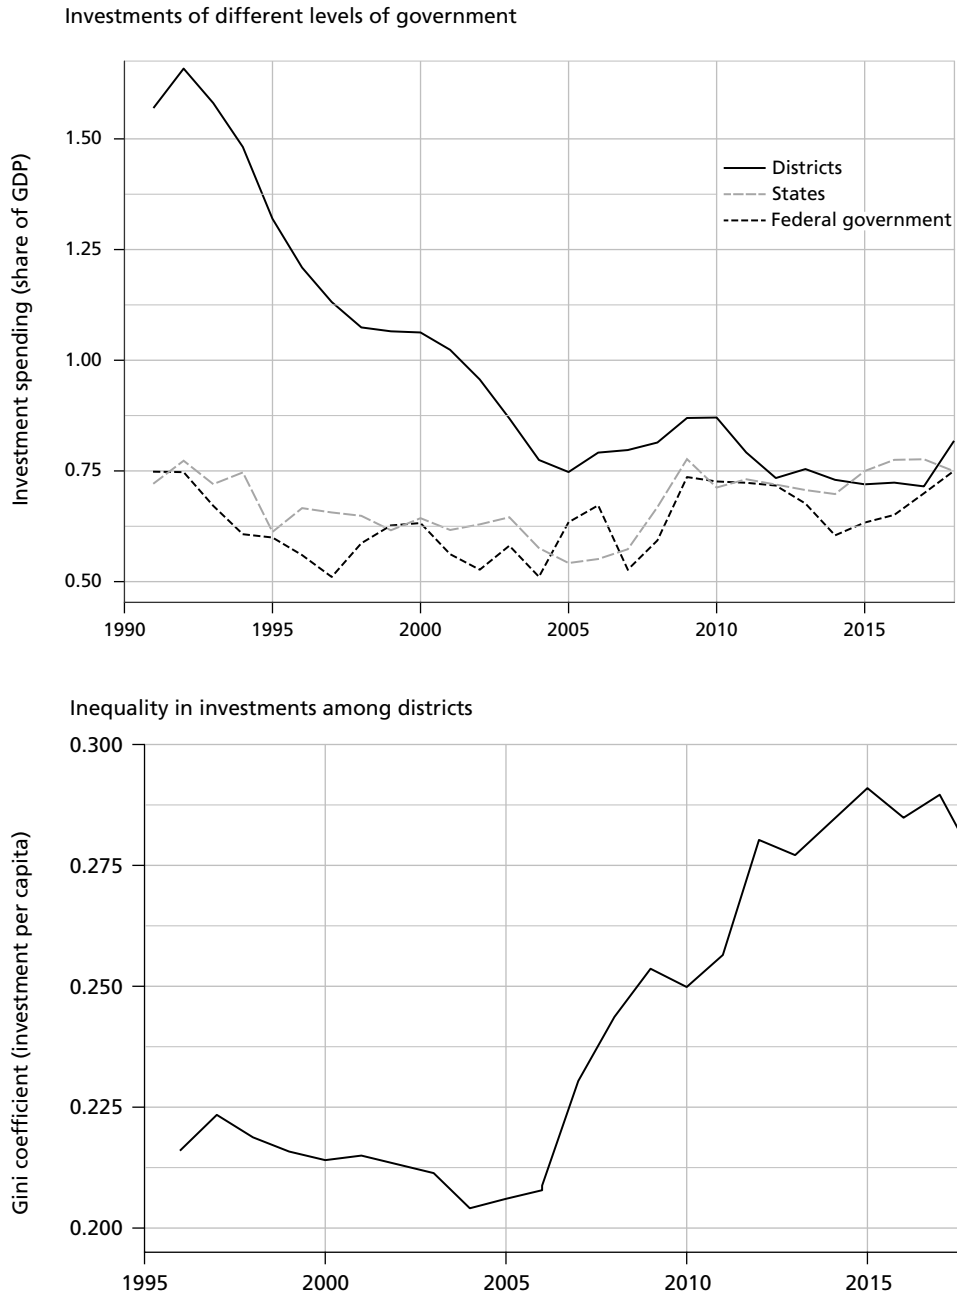 Investments of different levels of government
Investment spending (share of GDP)
1.50
1.25
1.00
0.75
0.50
Districts
States
Federal government
1990 1995 2000 2005 2010 2015
Inequality in investments among districts
Gini coefficient (investment per capita)
0.300
0.275
0.250
0.225
0.200
1995 2000 2005 2010 2015